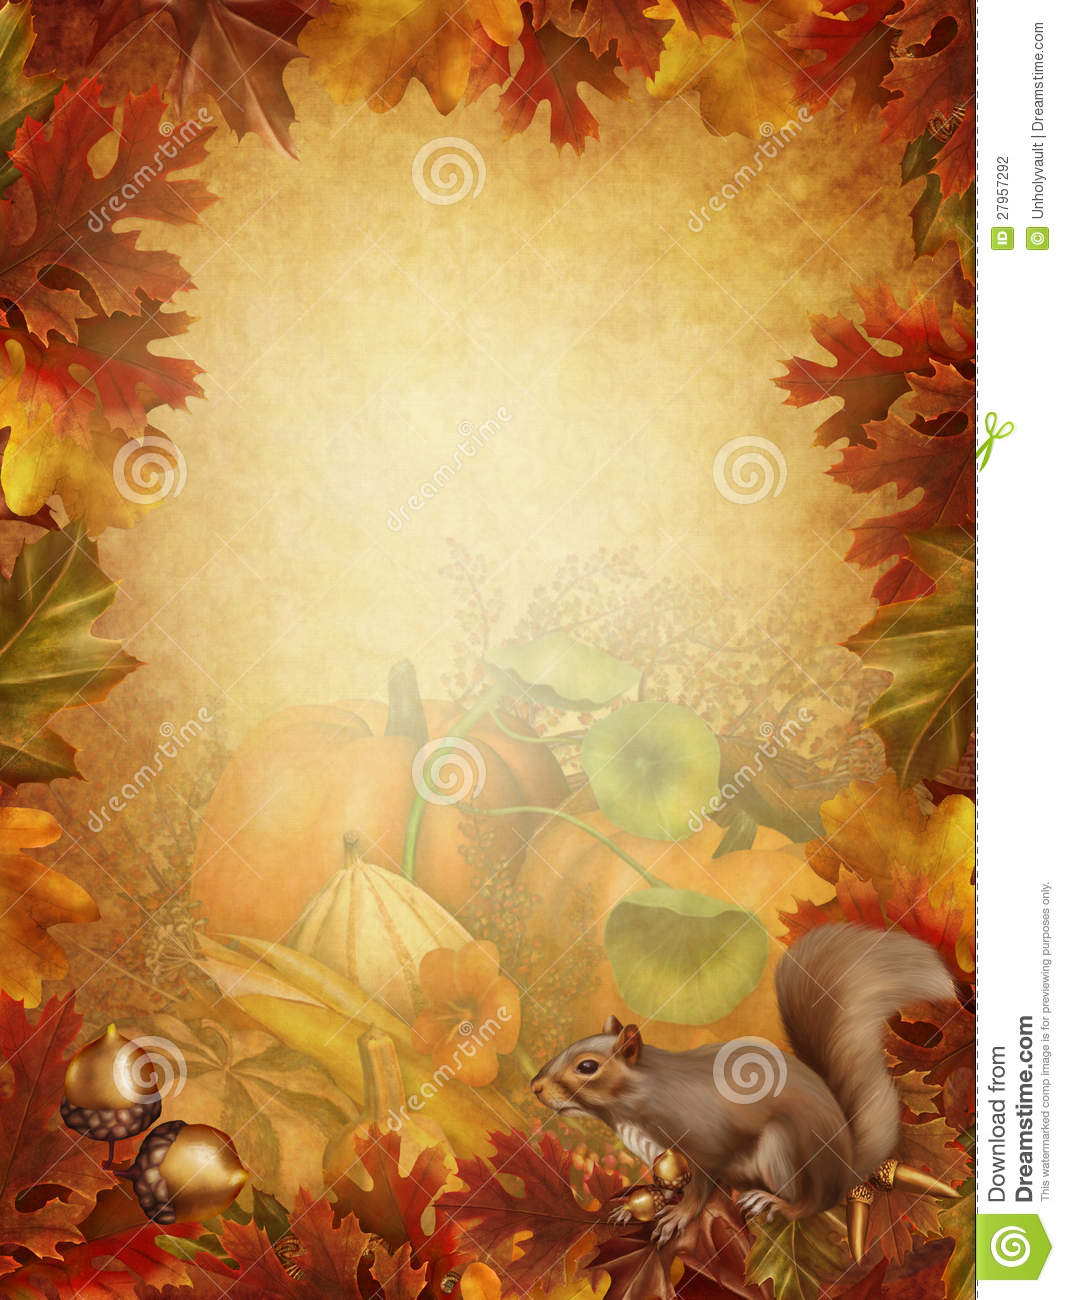 dreamstime
dreamstime
dreamstime
dreamstime
dreamstime
dreamstime
ID 27957292
© Unholyvault | Dreamstime.com
Download from
Dreamstime.com
This watermarked comp image is for previewing purposes only.